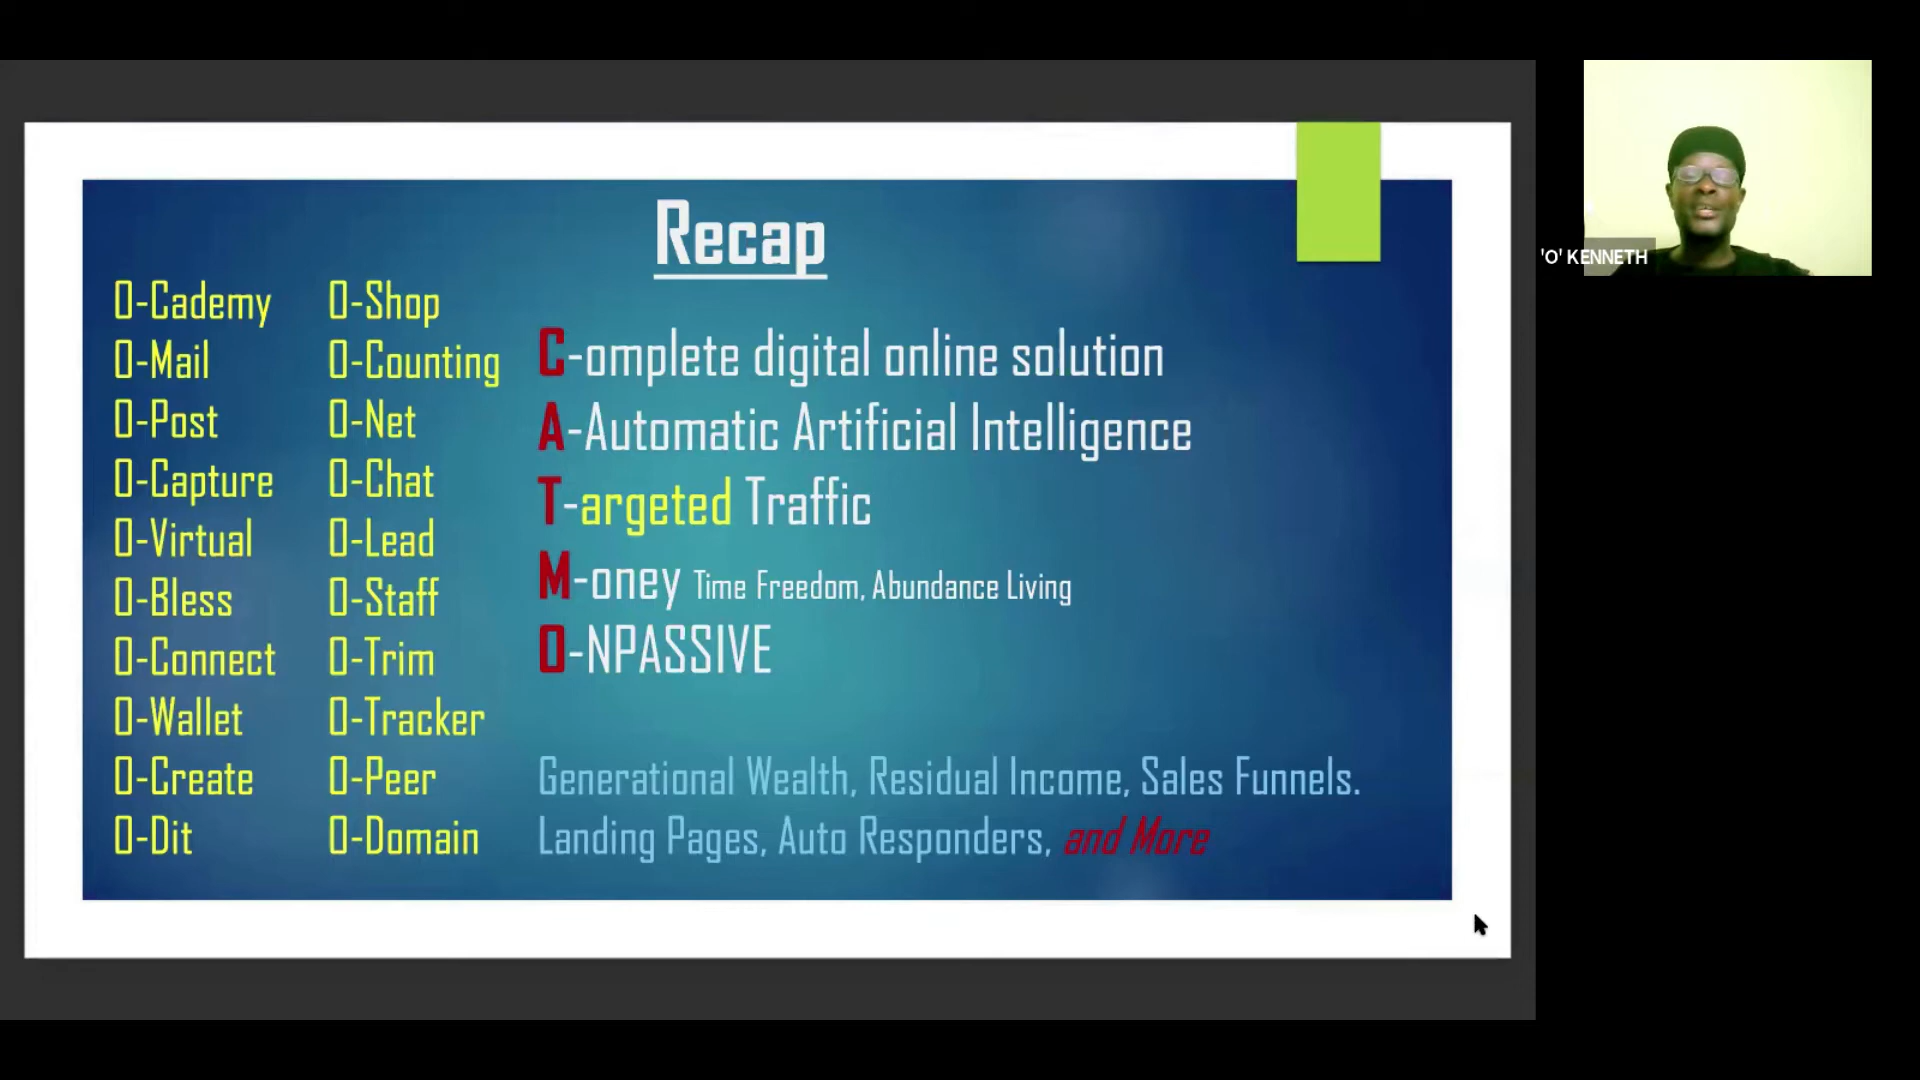 Recap
O-Cademy
O-Mail
O-Post
O-Capture
O-Virtual
O-Bless
O-Connect
O-Wallet
O-Create
O-Dit
O-Shop
O-Counting
O-Net
O-Chat
O-Lead
O-Staff
O-Trim
O-Tracker
O-Peer
O-Domain
C-omplete digital online solution
A-Automatic Artificial Intelligence
T-argeted Traffic
M-oney Time Freedom, Abundance Living
O-NPASSIVE
Generational Wealth, Residual Income, Sales Funnels.
Landing Pages, Auto Responders, and More
'O' KENNETH